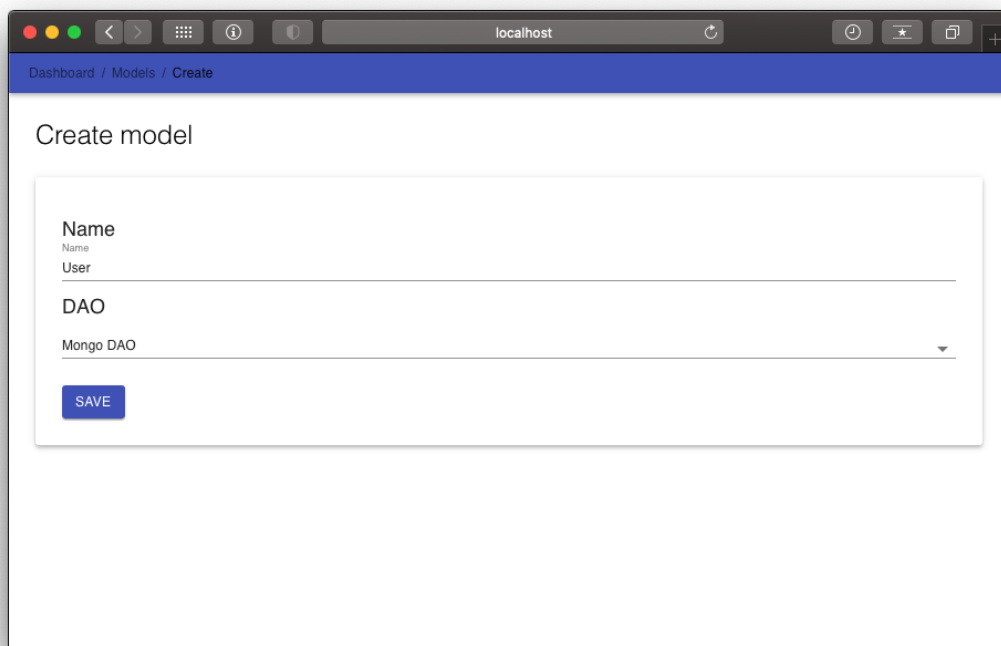 localhost
Dashboard / Models / Create
Create model
Name
Name
User
DAO
Mongo DAO
SAVE